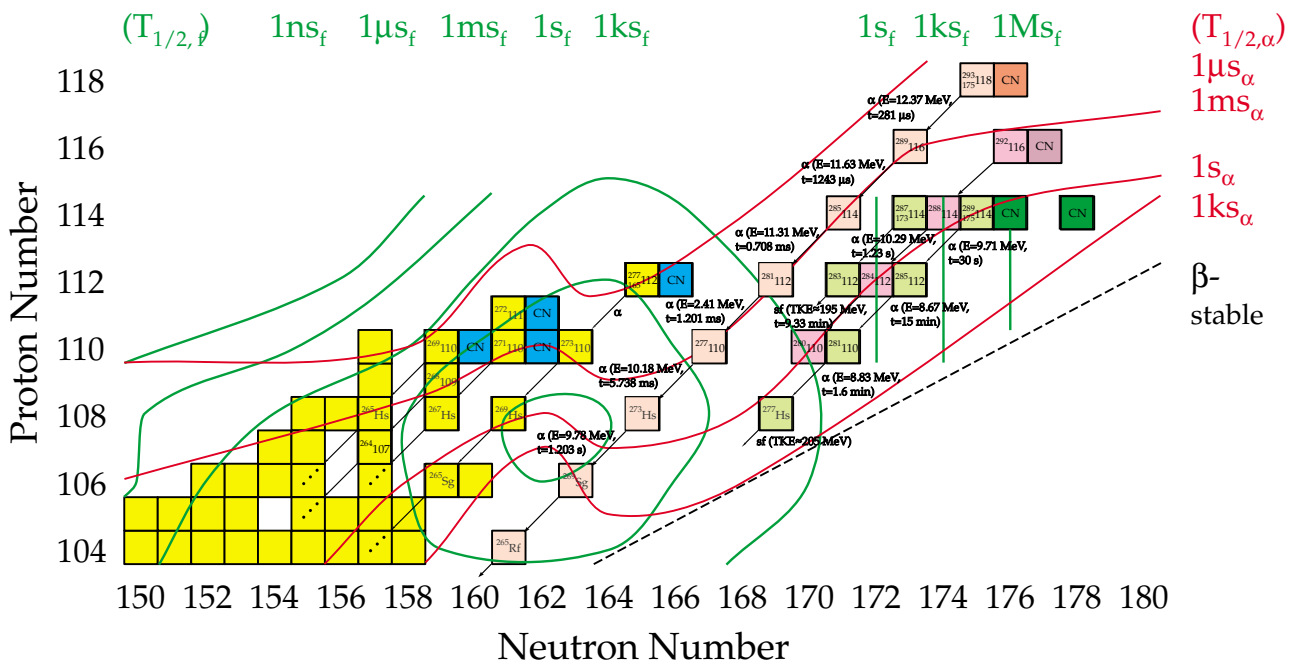 (T1/2, f) 1nsf 1μsf 1msf 1sf 1ksf 1sf 1ksf 1Msf (T1/2,α)
1μsα
1msα
1sα
1ksα
β-
stable
Proton Number
118
116
114
112
110
108
106
104
293 175 118 CN
α (E=12.37 MeV,
t=281 μs)
289 116
292 116 CN
α (E=11.63 MeV,
t=1243 μs)
285 114
287 173 114
288 114
289 175 114
CN
CN
α (E=11.31 MeV,
t=0.708 ms)
α (E=10.29 MeV,
t=1.23 s)
α (E=9.71 MeV,
t=30 s)
277 165 112 CN
281 112
283 112
284 112
285 112
α
α (E=2.41 MeV,
t=1.201 ms)
sf (TKE≈195 MeV,
t=9.33 min)
α (E=8.67 MeV,
t=15 min)
272 111 CN
269 110 CN
271 110 CN
273 110
277 110
280 110
281 110
α (E=10.18 MeV,
t=5.738 ms)
α (E=8.83 MeV,
t=1.6 min)
268 109
265 Hs
267 Hs
269 Hs
273 Hs
277 Hs
α (E=9.78 MeV,
t=1.203 s)
sf (TKE≈205 MeV)
264 107
265 Sg
269 Sg
265 Rf
150 152 154 156 158 160 162 164 166 168 170 172 174 176 178 180
Neutron Number